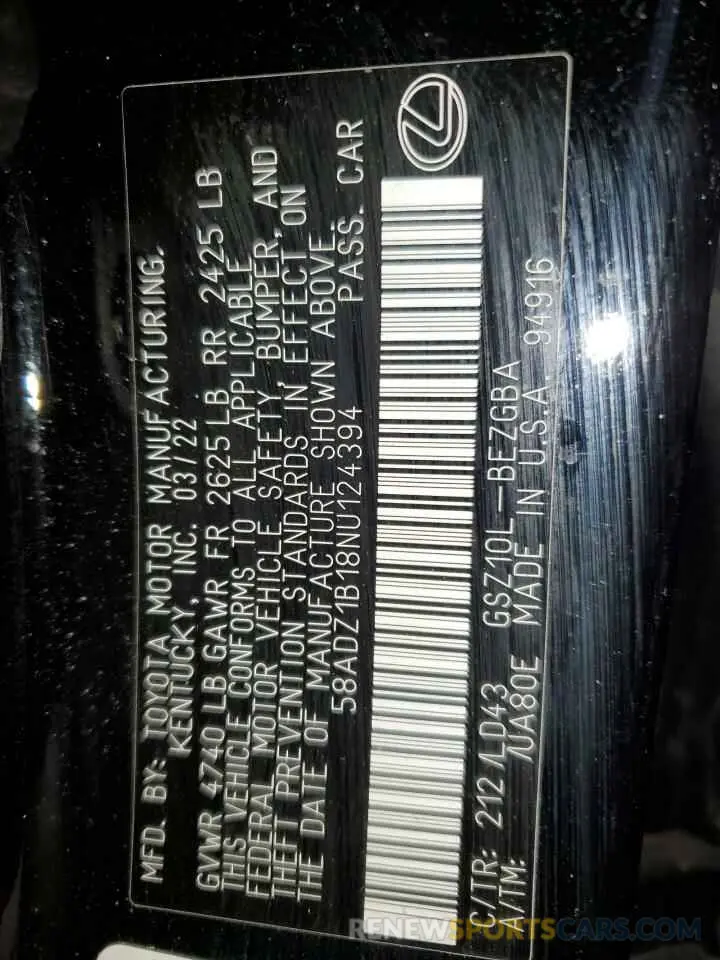 MFD. BY: TOYOTA MOTOR MANUFACTURING.
KENTUCKY, INC. 03/22
GVWR 4740 LB GAWR FR 2625 LB RR 2425 LB
THIS VEHICLE CONFORMS TO ALL APPLICABLE
FEDERAL MOTOR VEHICLE SAFETY, BUMPER, AND
THEFT PREVENTION STANDARDS IN EFFECT ON
THE DATE OF MANUFACTURE SHOWN ABOVE.
58ADZ1B18NU124394 PASS. CAR
C/TR: 212/LD43 GSZ10L-BEZGBA
A/TM: /UA80E MADE IN U.S.A. 94916
RENEWSPORTSCARS.COM